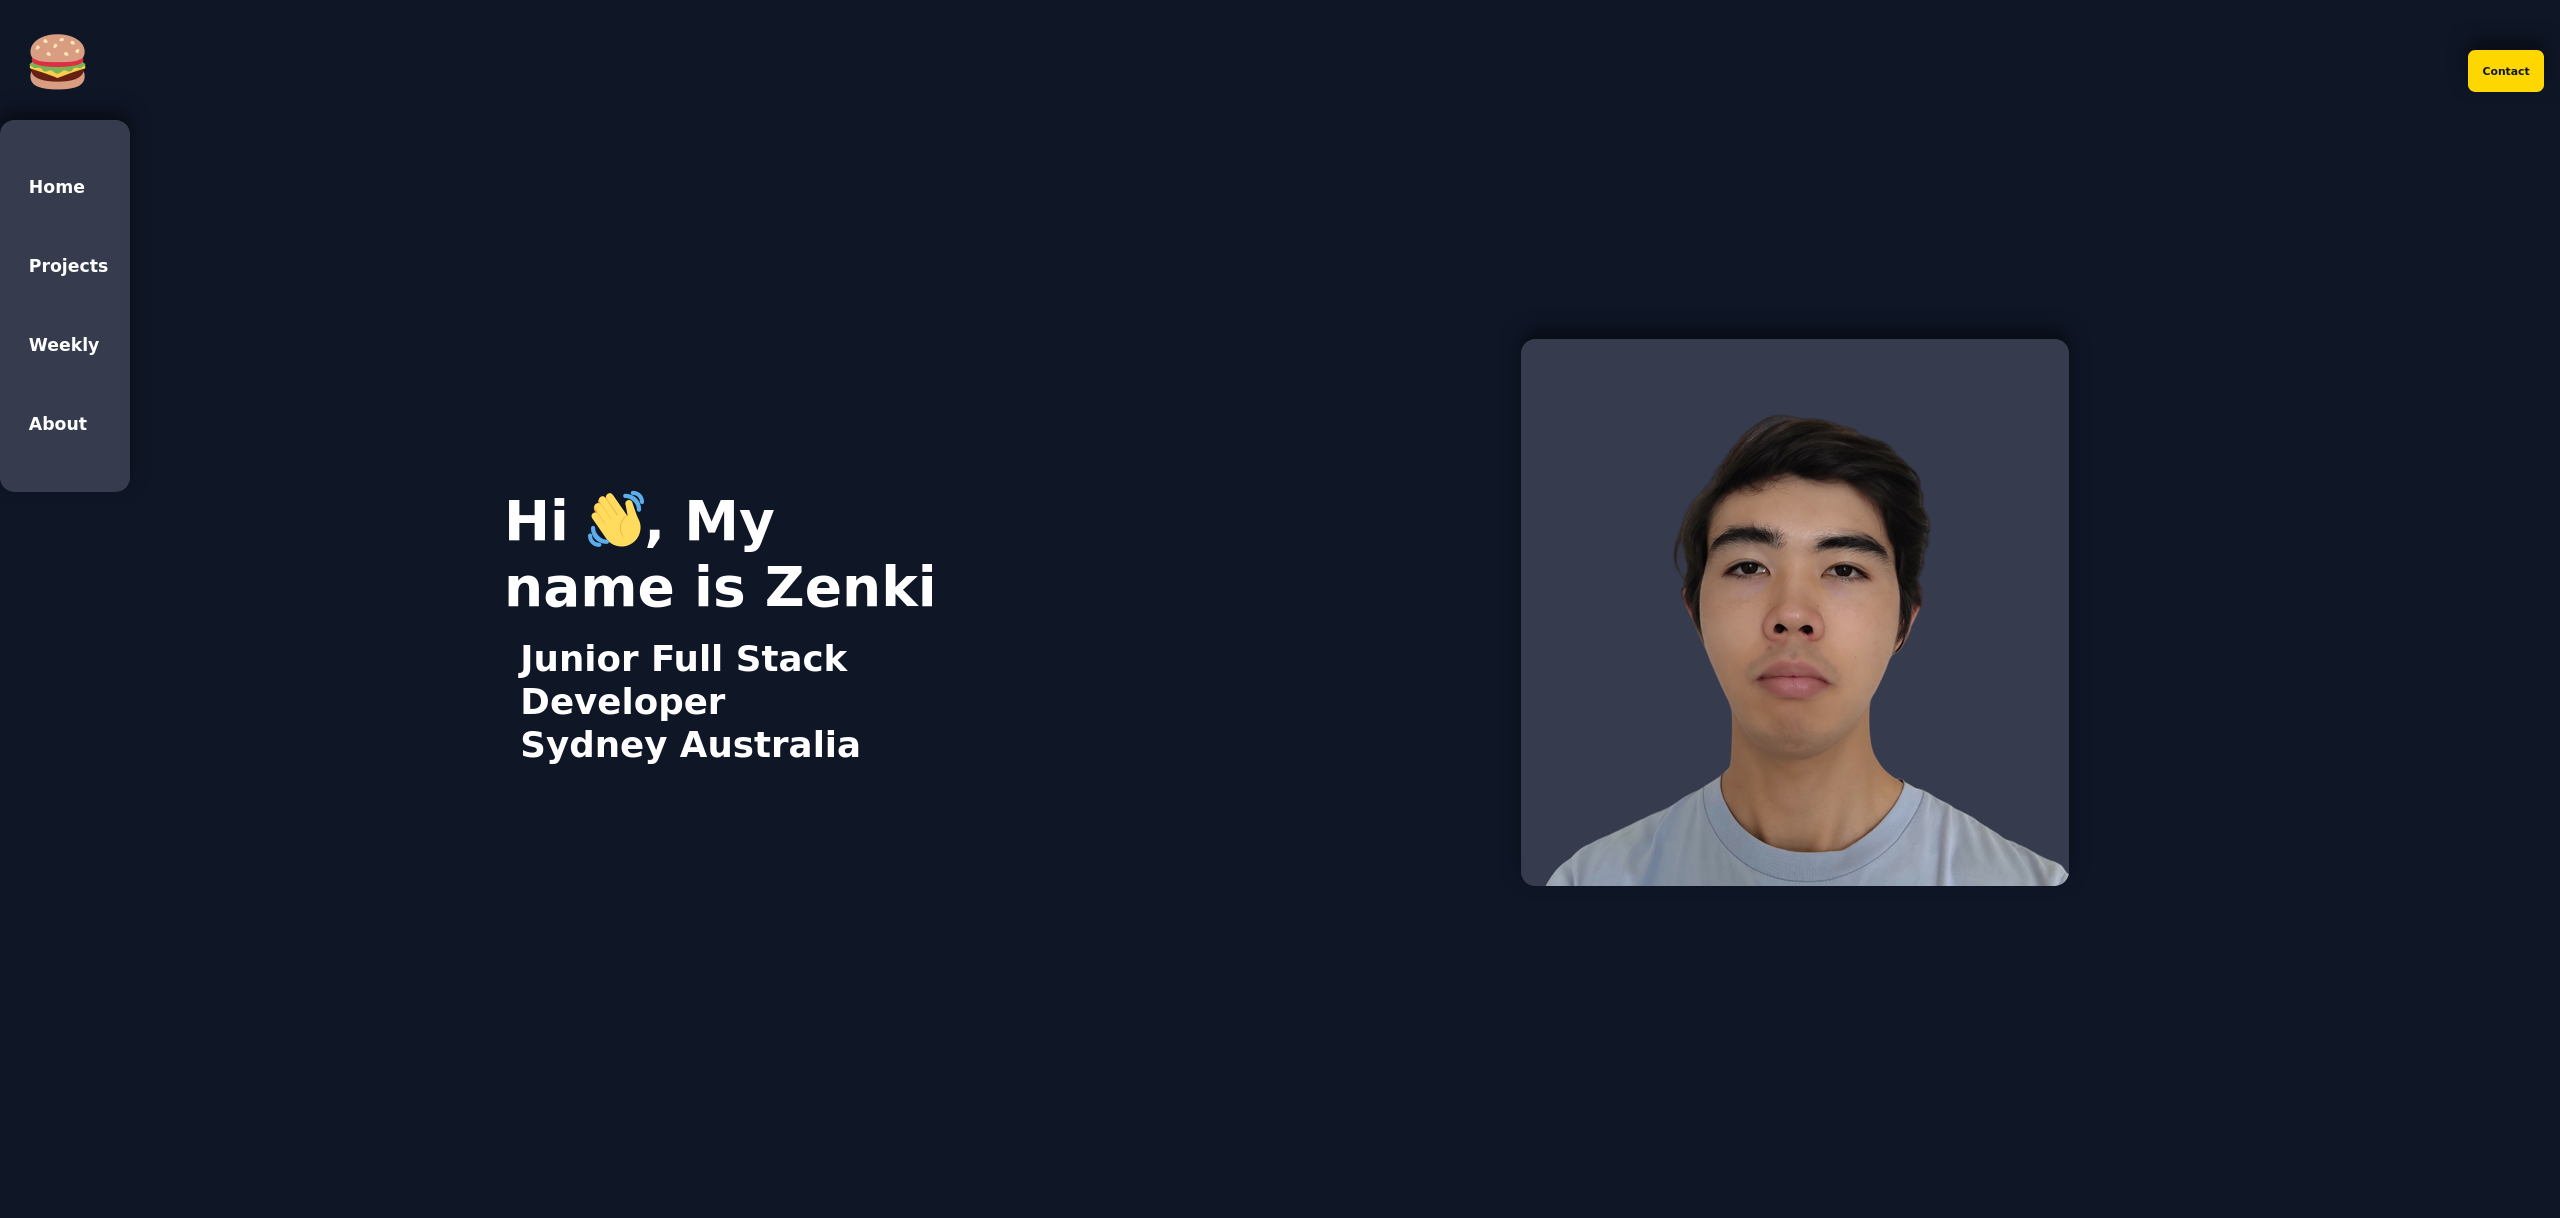 Contact
Home
Projects
Weekly
About
Hi 👋, My
name is Zenki
Junior Full Stack
Developer
Sydney Australia